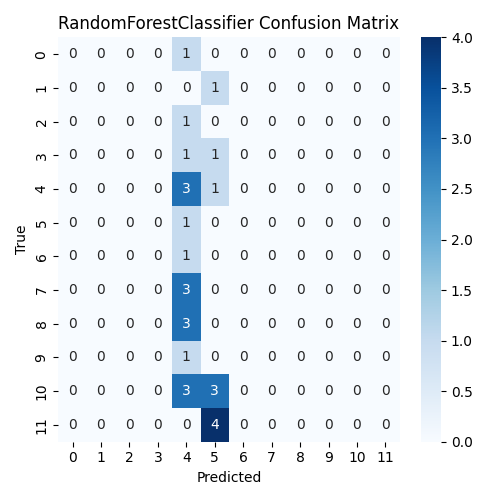 RandomForestClassifier Confusion Matrix
0 0 0 0 0 1 0 0 0 0 0 0 0
1 0 0 0 0 0 1 0 0 0 0 0 0
2 0 0 0 0 1 0 0 0 0 0 0 0
3 0 0 0 0 1 1 0 0 0 0 0 0
4 0 0 0 0 3 1 0 0 0 0 0 0
5 0 0 0 0 1 0 0 0 0 0 0 0
6 0 0 0 0 1 0 0 0 0 0 0 0
7 0 0 0 0 3 0 0 0 0 0 0 0
8 0 0 0 0 3 0 0 0 0 0 0 0
9 0 0 0 0 1 0 0 0 0 0 0 0
10 0 0 0 0 3 3 0 0 0 0 0 0
11 0 0 0 0 0 4 0 0 0 0 0 0
0 1 2 3 4 5 6 7 8 9 10 11
Predicted
True
4.0
3.5
3.0
2.5
2.0
1.5
1.0
0.5
0.0